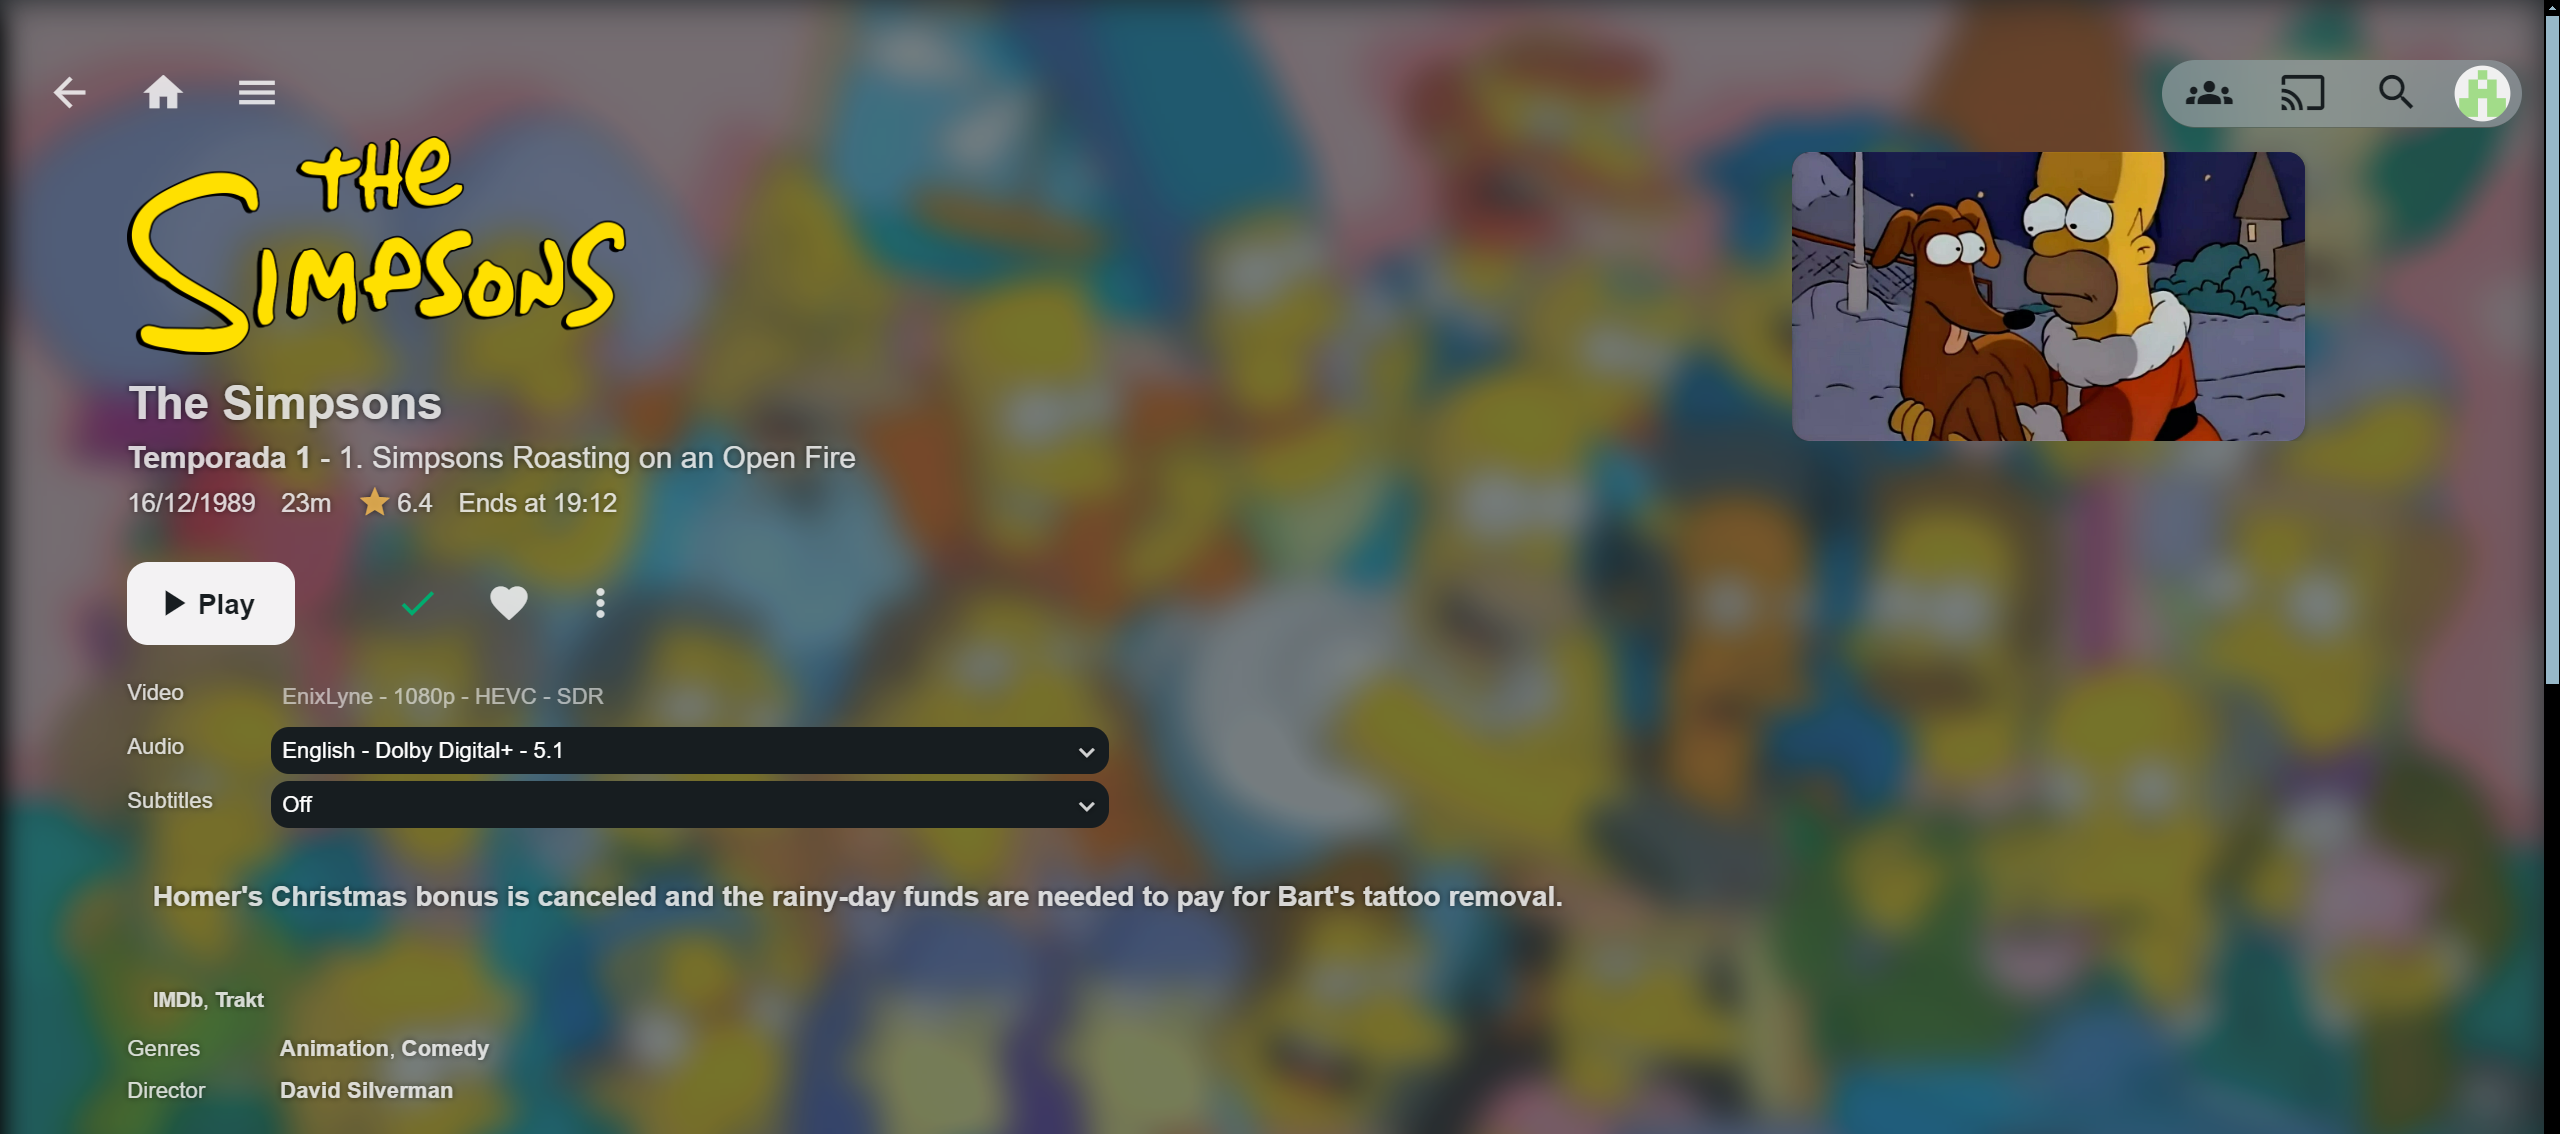 THE
SIMPSONS
The Simpsons
Temporada 1 - 1. Simpsons Roasting on an Open Fire
16/12/1989 23m 6.4 Ends at 19:12
Play
Video EnixLyne - 1080p - HEVC - SDR
Audio English - Dolby Digital+ - 5.1
Subtitles Off
Homer's Christmas bonus is canceled and the rainy-day funds are needed to pay for Bart's tattoo removal.
IMDb, Trakt
Genres Animation, Comedy
Director David Silverman